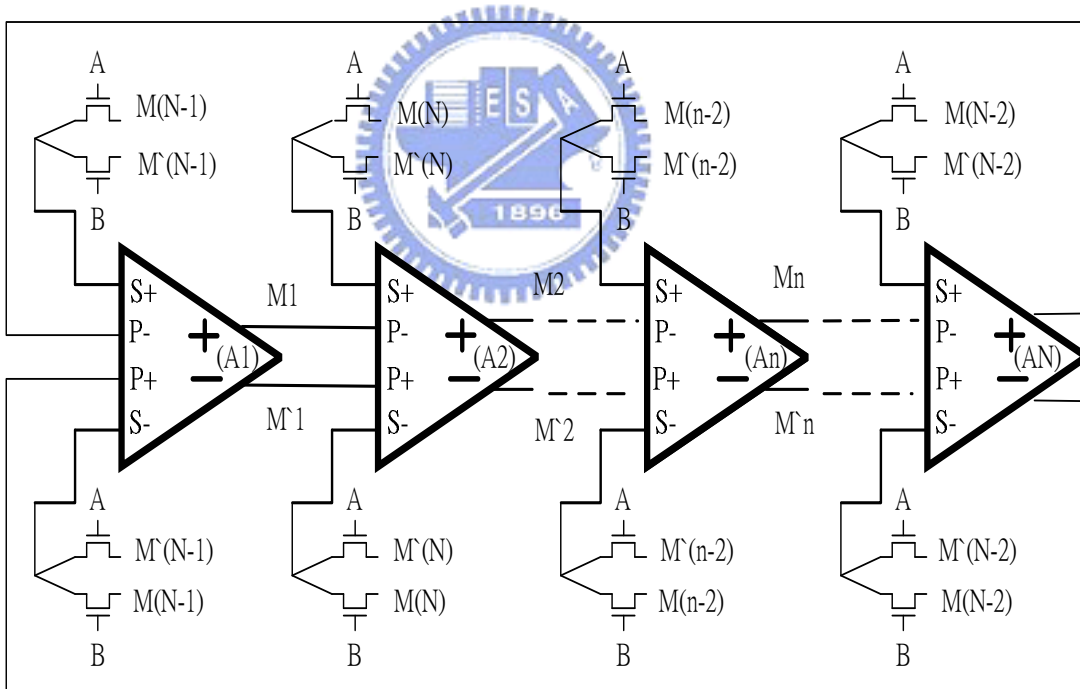 A A A A
M(N-1) M(N) M(n-2) M(N-2)
M`(N-1) M`(N) M`(n-2) M`(N-2)
B B B B
E S A
1896
M1 M2 Mn
S+ S+ S+ S+
P- + P- + P- + P- +
(A1) (A2) (An) (AN)
P+ − P+ − P+ − P+ −
S- S- S- S-
M`1 M`2 M`n
A A A A
M`(N-1) M`(N) M`(n-2) M`(N-2)
M(N-1) M(N) M(n-2) M(N-2)
B B B B